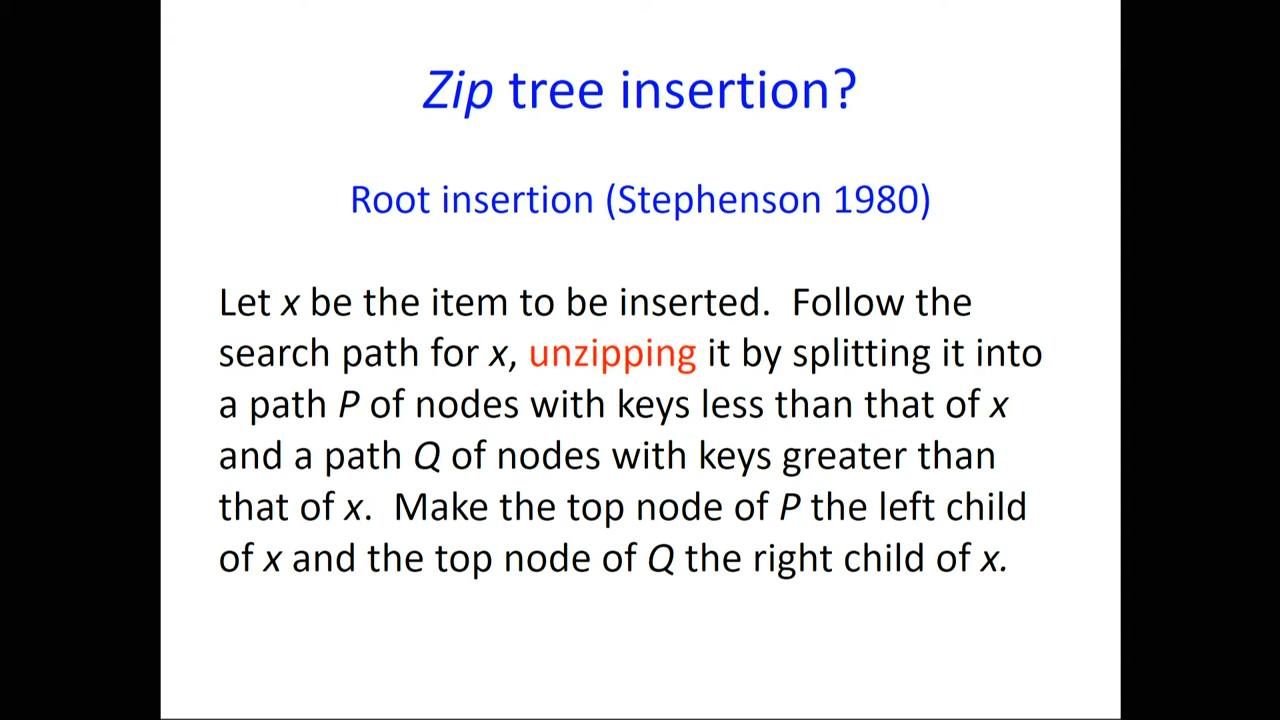 Zip tree insertion?
Root insertion (Stephenson 1980)
Let x be the item to be inserted.  Follow the
search path for x, unzipping it by splitting it into
a path P of nodes with keys less than that of x
and a path Q of nodes with keys greater than
that of x.  Make the top node of P the left child
of x and the top node of Q the right child of x.